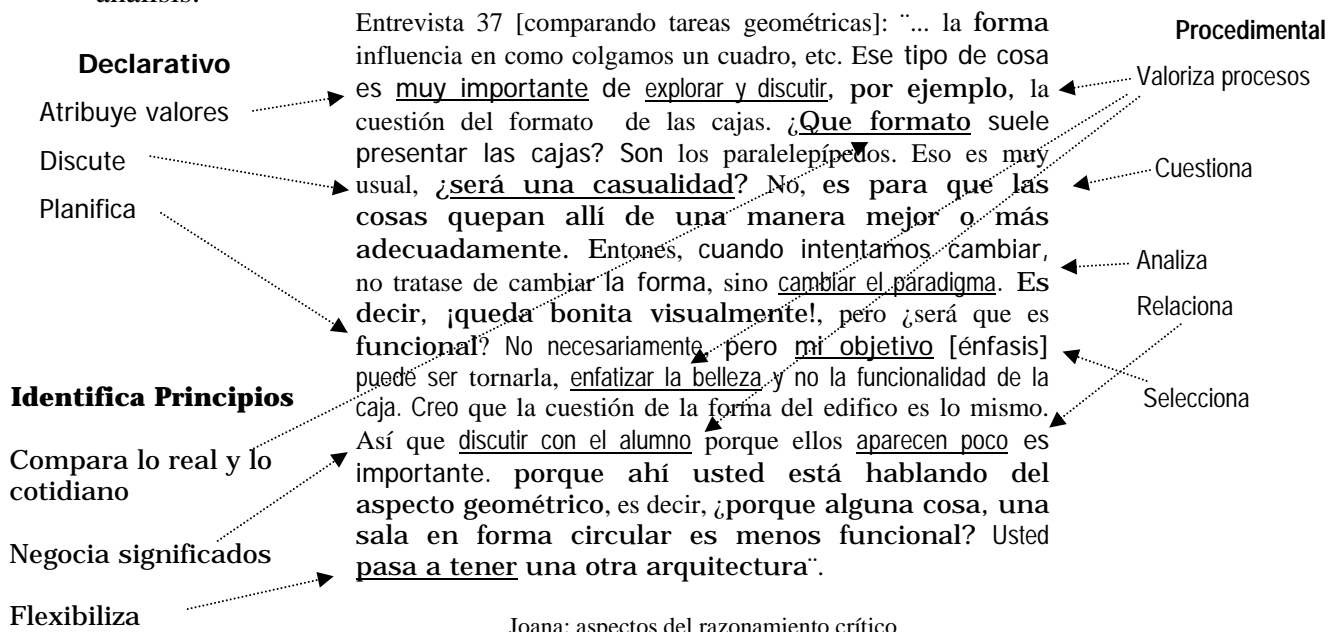 análisis.
Declarativo
Atribuye valores
Discute
Planifica
Identifica Principios
Compara lo real y lo
cotidiano
Negocia significados
Flexibiliza
Entrevista 37 [comparando tareas geométricas]: ¨... la forma
influencia en como colgamos un cuadro, etc. Ese tipo de cosa
es muy importante de explorar y discutir, por ejemplo, la
cuestión del formato de las cajas. ¿Que formato suele
presentar las cajas? Son los paralelepípedos. Eso es muy
usual, ¿será una casualidad? No, es para que las
cosas quepan allí de una manera mejor o más
adecuadamente. Entones, cuando intentamos cambiar,
no tratase de cambiar la forma, sino cambiar el paradigma. Es
decir, ¡queda bonita visualmente!, pero ¿será que es
funcional? No necesariamente, pero mi objetivo [énfasis]
puede ser tornarla, enfatizar la belleza y no la funcionalidad de la
caja. Creo que la cuestión de la forma del edifico es lo mismo.
Así que discutir con el alumno porque ellos aparecen poco es
importante. porque ahí usted está hablando del
aspecto geométrico, es decir, ¿porque alguna cosa, una
sala en forma circular es menos funcional? Usted
pasa a tener una otra arquitectura¨.
Procedimental
Valoriza procesos
Cuestiona
Analiza
Relaciona
Selecciona
Joana: aspectos del razonamiento crítico